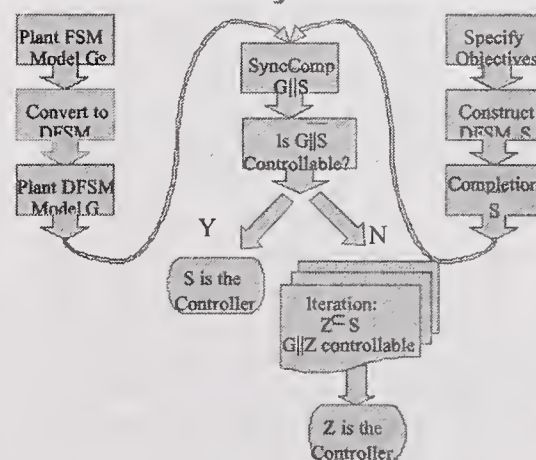 Plant FSM
Model G°
Convert to
DFSM
Plant DFSM
Model G
SyncComp
G||S
Is G||S
Controllable?
Y
N
S is the
Controller
Iteration:
Z⊆ S
G||Z controllable
Z is the
Controller.
Specify
Objectives
Construct
DFSM S
Completion
S